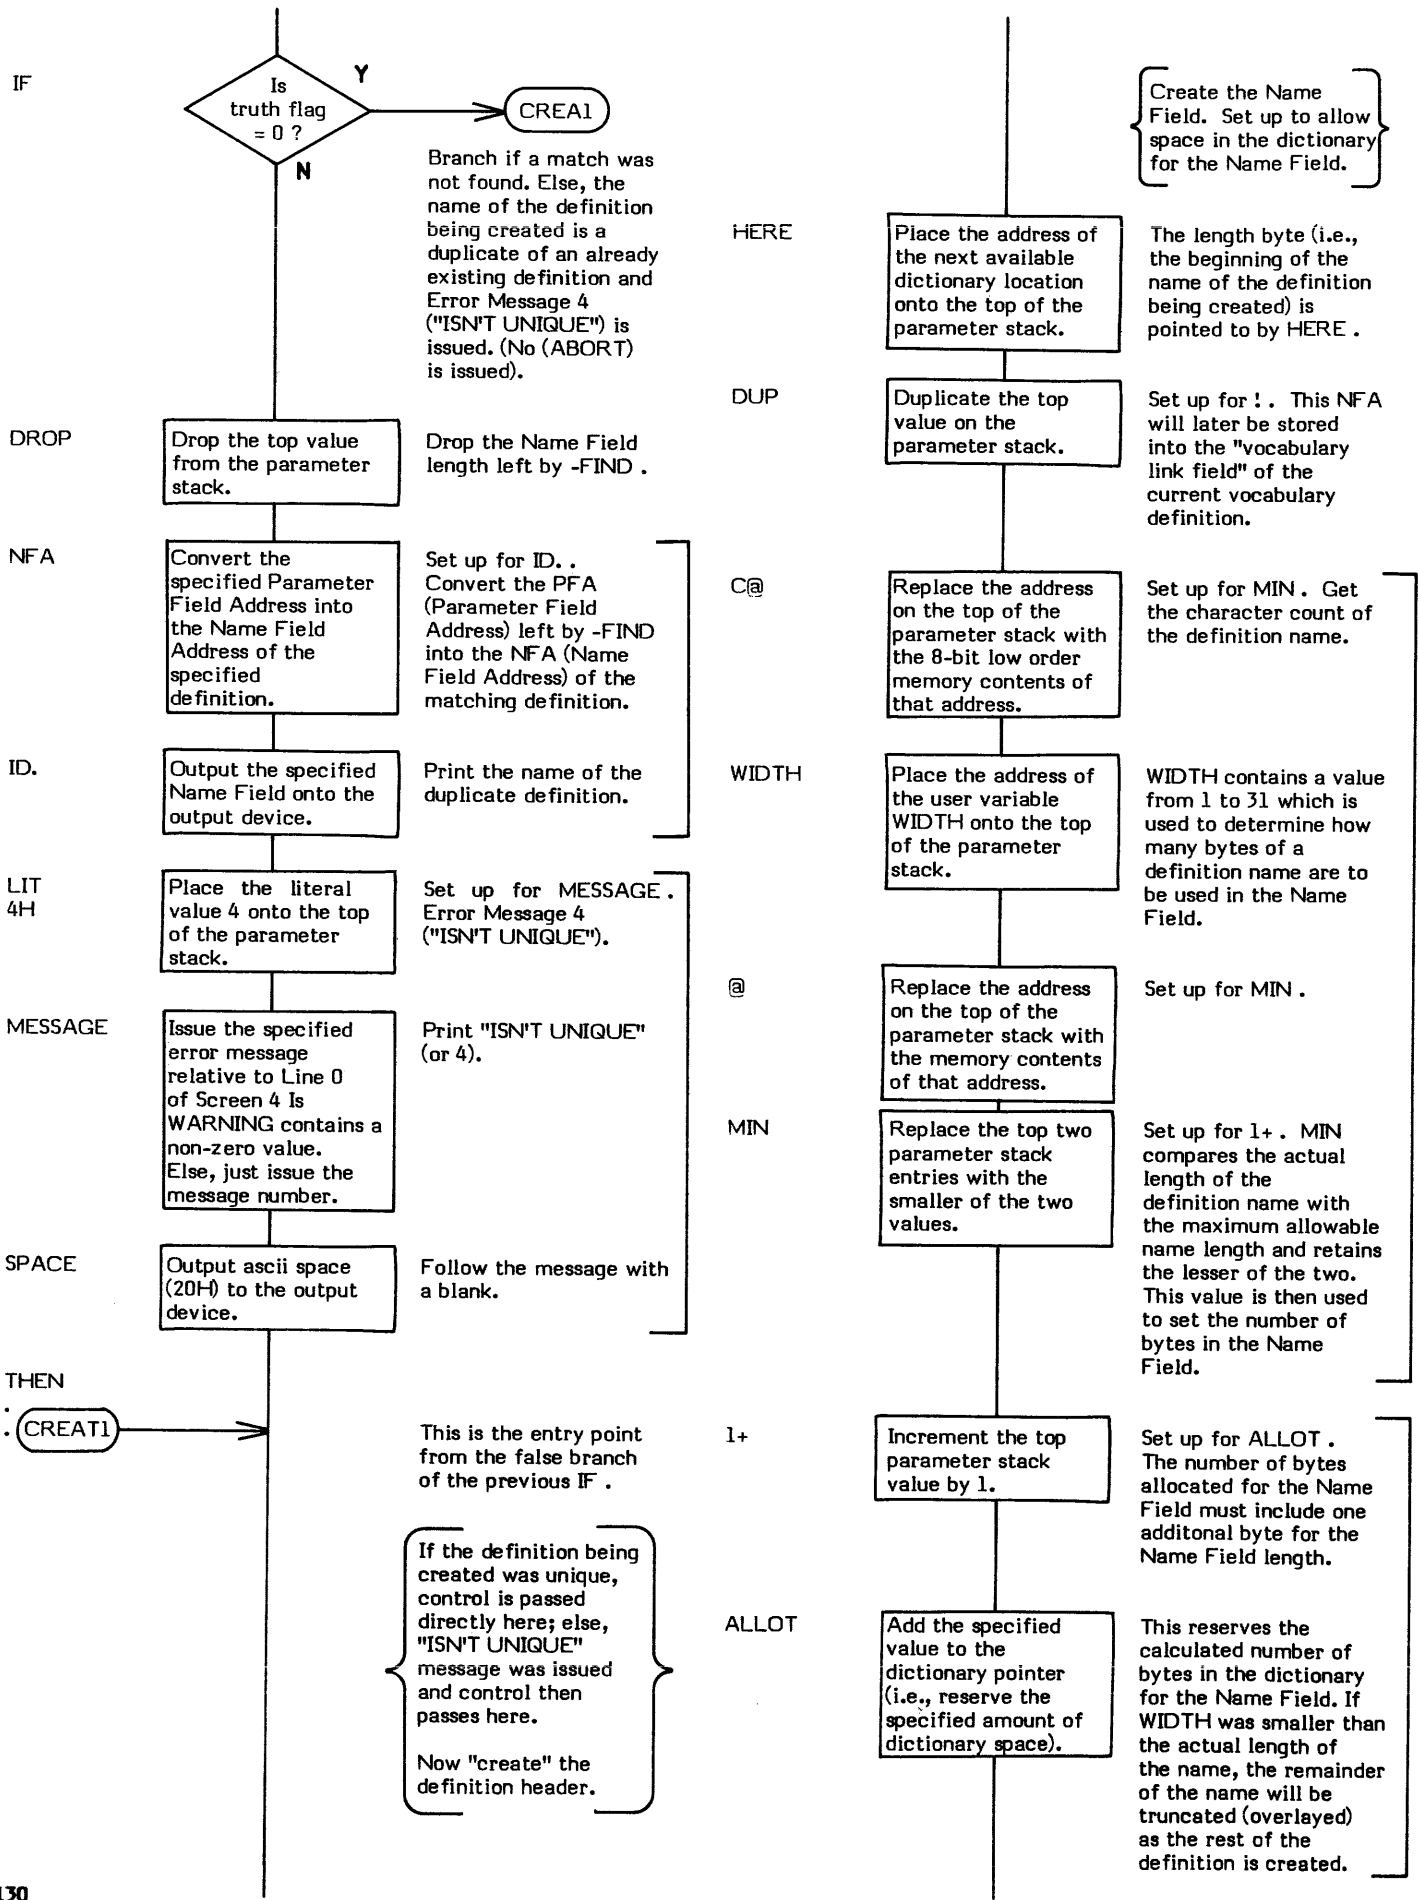 IF
Is
truth flag
= 0 ?
Y
N
CREA1
Branch if a match was
not found. Else, the
name of the definition
being created is a
duplicate of an already
existing definition and
Error Message 4
("ISN'T UNIQUE") is
issued. (No (ABORT)
is issued).
DROP
Drop the top value
from the parameter
stack.
Drop the Name Field
length left by -FIND .
NFA
Convert the
specified Parameter
Field Address into
the Name Field
Address of the
specified
definition.
Set up for ID. .
Convert the PFA
(Parameter Field
Address) left by -FIND
into the NFA (Name
Field Address) of the
matching definition.
ID.
Output the specified
Name Field onto the
output device.
Print the name of the
duplicate definition.
LIT
4H
Place the literal
value 4 onto the top
of the parameter
stack.
Set up for MESSAGE .
Error Message 4
("ISN'T UNIQUE").
MESSAGE
Issue the specified
error message
relative to Line 0
of Screen 4 Is
WARNING contains a
non-zero value.
Else, just issue the
message number.
Print "ISN'T UNIQUE"
(or 4).
SPACE
Output ascii space
(20H) to the output
device.
Follow the message with
a blank.
THEN
:
CREAT1
This is the entry point
from the false branch
of the previous IF .
If the definition being
created was unique,
control is passed
directly here; else,
"ISN'T UNIQUE"
message was issued
and control then
passes here.
Now "create" the
definition header.
130
Create the Name
Field. Set up to allow
space in the dictionary
for the Name Field.
HERE
Place the address of
the next available
dictionary location
onto the top of the
parameter stack.
The length byte (i.e.,
the beginning of the
name of the definition
being created) is
pointed to by HERE .
DUP
Duplicate the top
value on the
parameter stack.
Set up for ! . This NFA
will later be stored
into the "vocabulary
link field" of the
current vocabulary
definition.
C@
Replace the address
on the top of the
parameter stack with
the 8-bit low order
memory contents of
that address.
Set up for MIN . Get
the character count of
the definition name.
WIDTH
Place the address of
the user variable
WIDTH onto the top
of the parameter
stack.
WIDTH contains a value
from 1 to 31 which is
used to determine how
many bytes of a
definition name are to
be used in the Name
Field.
@
Replace the address
on the top of the
parameter stack with
the memory contents
of that address.
Set up for MIN .
MIN
Replace the top two
parameter stack
entries with the
smaller of the two
values.
Set up for 1+ . MIN
compares the actual
length of the
definition name with
the maximum allowable
name length and retains
the lesser of the two.
This value is then used
to set the number of
bytes in the Name
Field.
1+
Increment the top
parameter stack
value by 1.
Set up for ALLOT .
The number of bytes
allocated for the Name
Field must include one
additonal byte for the
Name Field length.
ALLOT
Add the specified
value to the
dictionary pointer
(i.e., reserve the
specified amount of
dictionary space).
This reserves the
calculated number of
bytes in the dictionary
for the Name Field. If
WIDTH was smaller than
the actual length of
the name, the remainder
of the name will be
truncated (overlayed)
as the rest of the
definition is created.